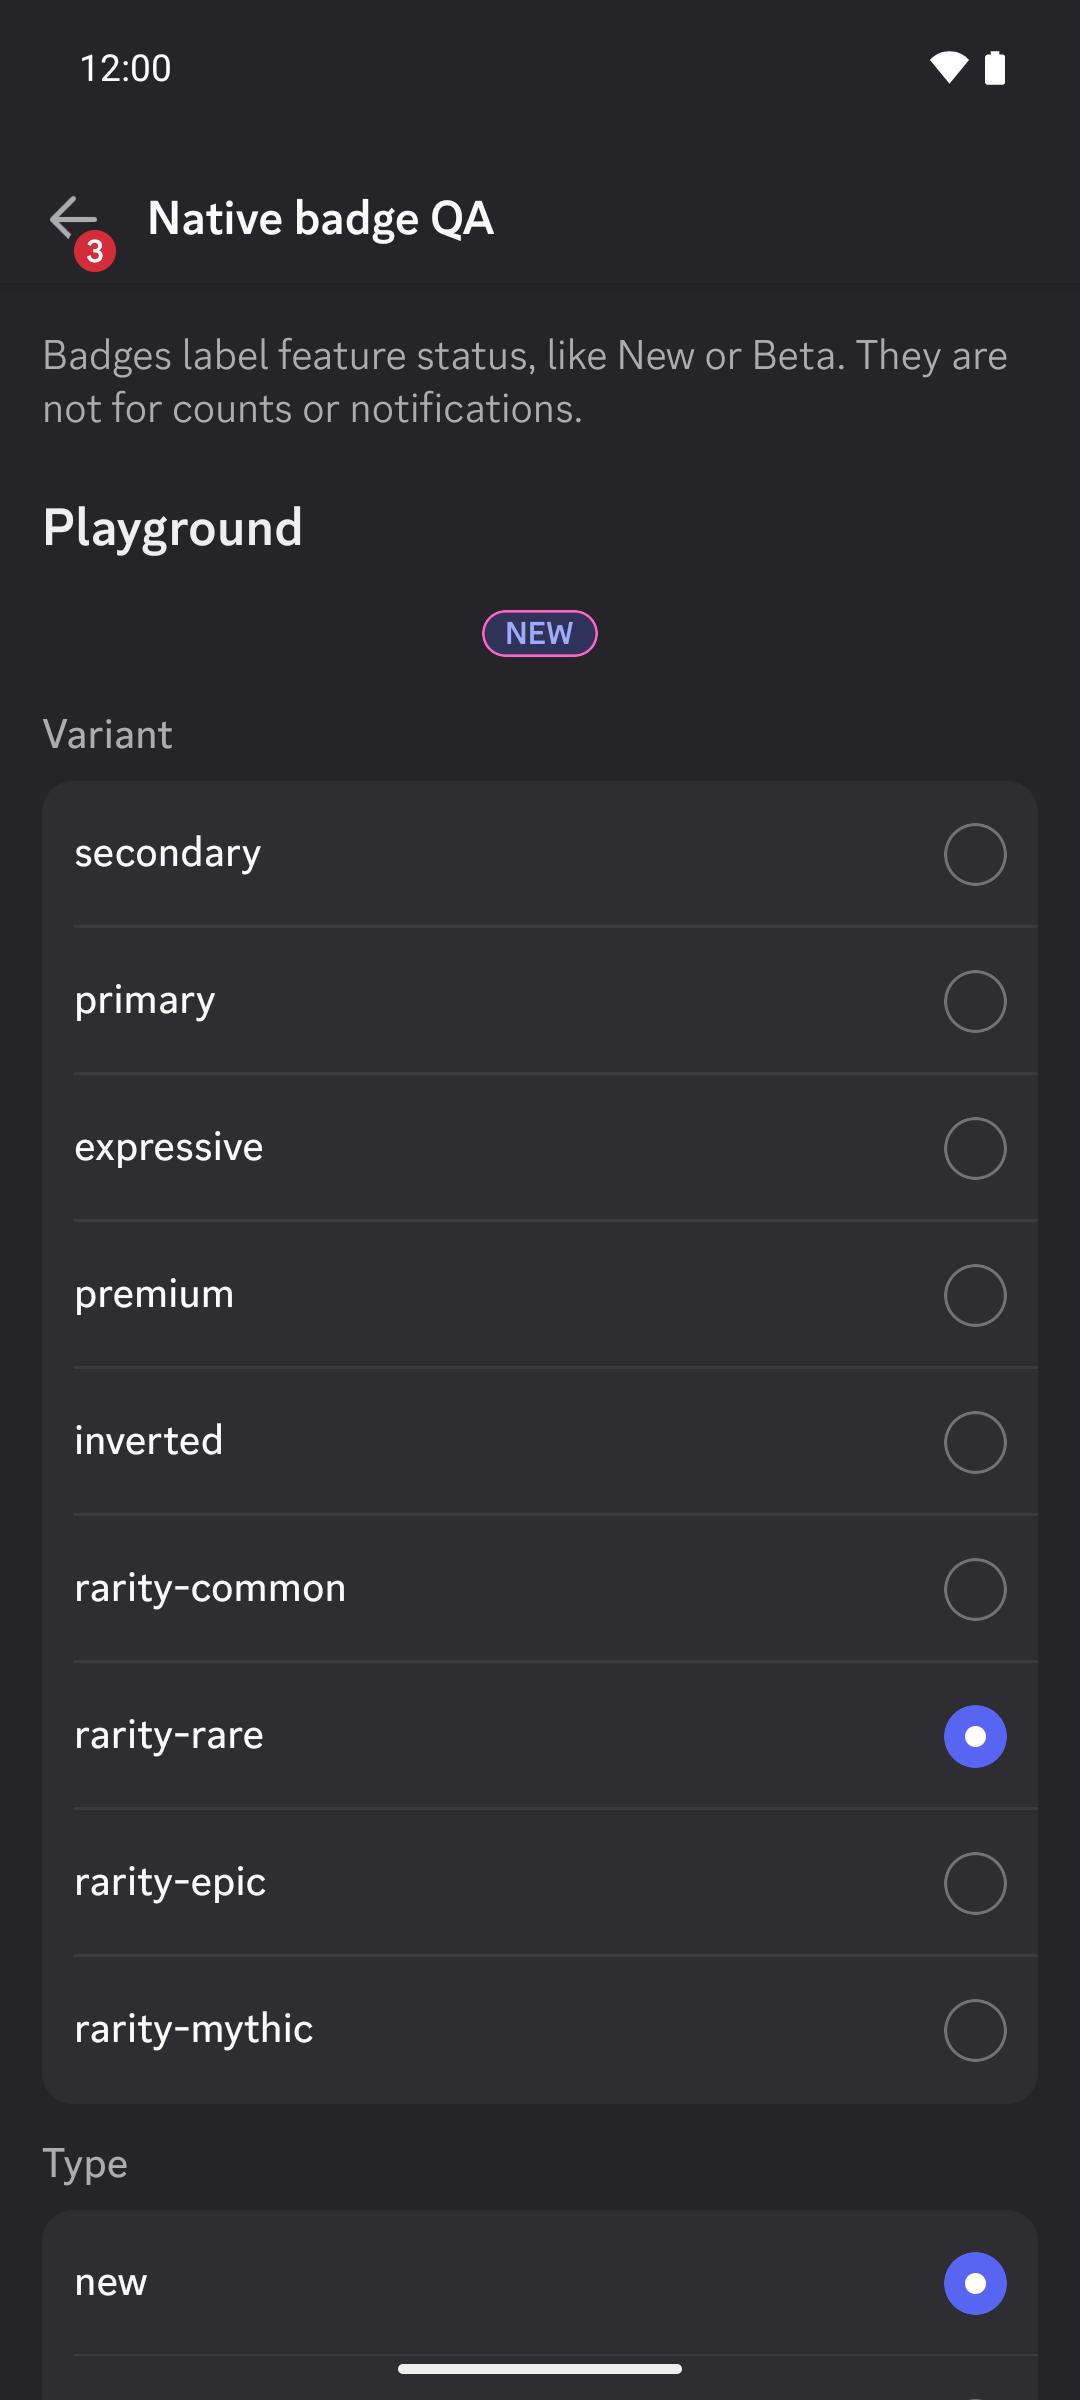 12:00
3
Native badge QA
Badges label feature status, like New or Beta. They are
not for counts or notifications.
Playground
NEW
Variant
secondary
primary
expressive
premium
inverted
rarity-common
rarity-rare
rarity-epic
rarity-mythic
Type
new